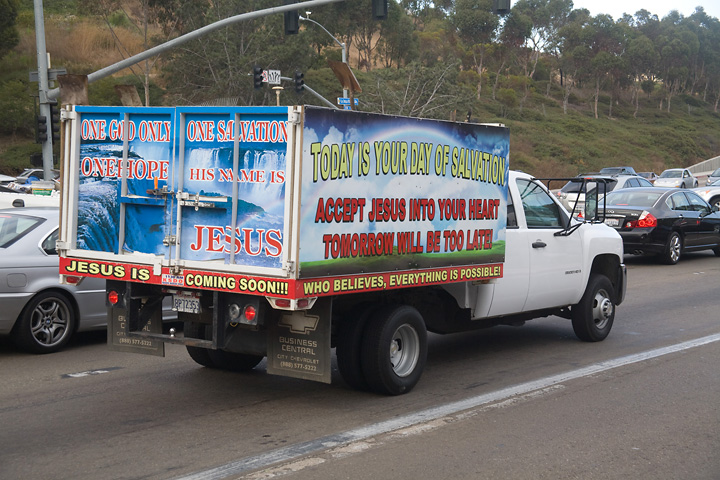 ONE GOD ONLY
ONE SALVATION
ONE HOPE
HIS NAME IS
JESUS
JESUS IS
COMING SOON!!!
TODAY IS YOUR DAY OF SALVATION
ACCEPT JESUS INTO YOUR HEART
TOMORROW WILL BE TOO LATE!
WHO BELIEVES, EVERYTHING IS POSSIBLE!
BUSINESS
CENTRAL
CITY CHEVROLET